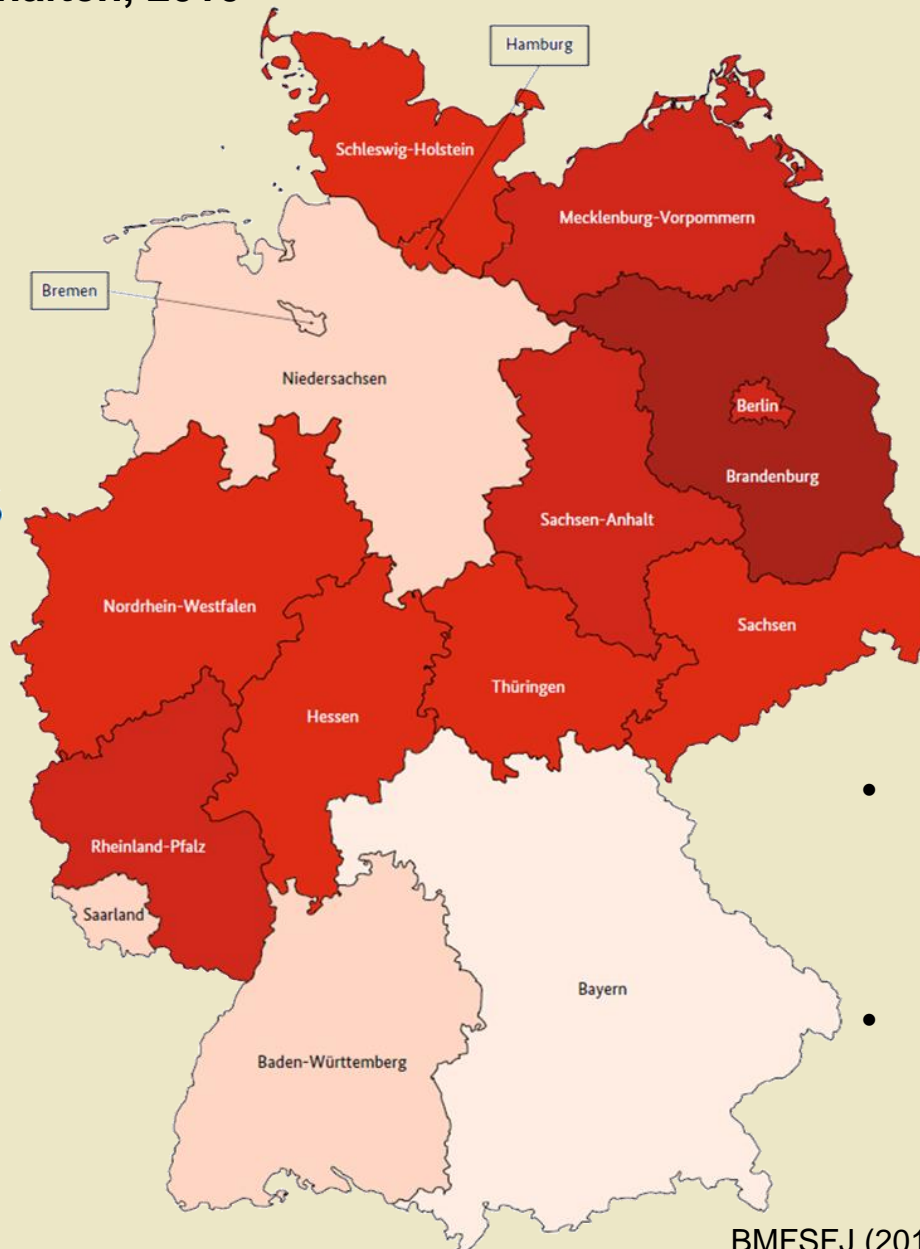 Hamburg
Schleswig-Holstein
Mecklenburg-Vorpommern
Bremen
Niedersachsen
Berlin
Brandenburg
Sachsen-Anhalt
Nordrhein-Westfalen
Sachsen
Thüringen
Hessen
•
Rheinland-Pfalz
Saarland
Bayern
•
Baden-Württemberg